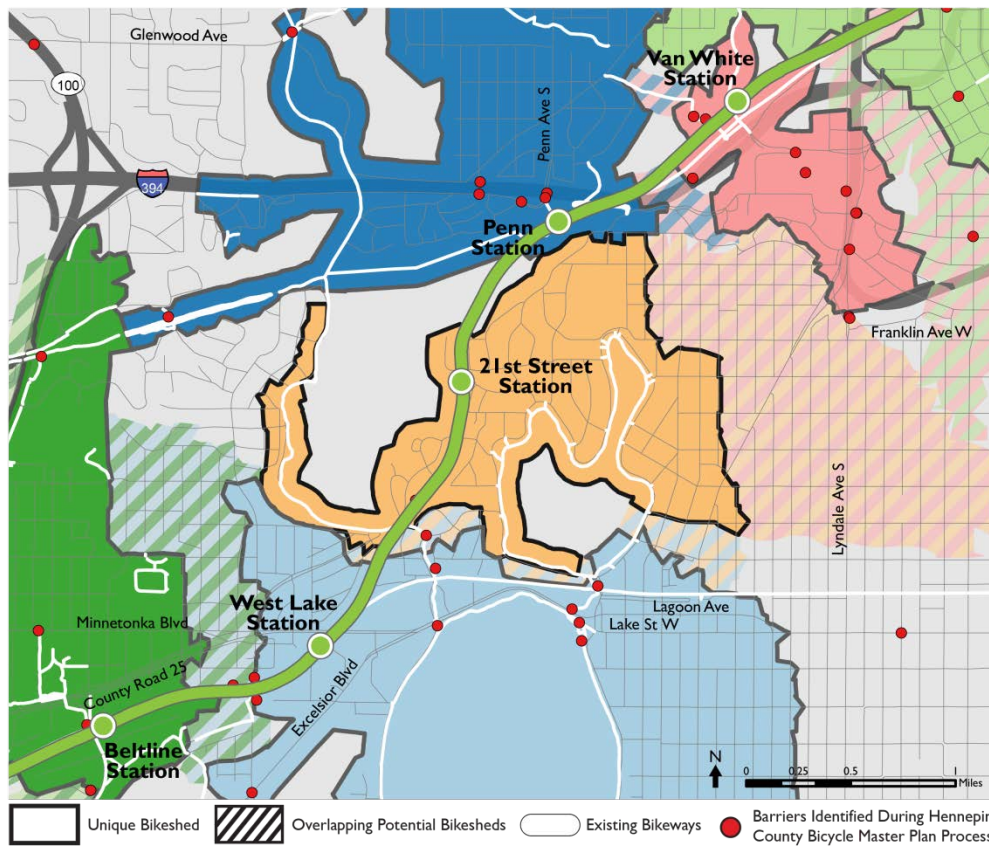 Glenwood Ave
Van White
Station
100
Penn Ave S
394
Penn
Station
Franklin Ave W
21st Street
Station
Lyndale Ave S
West Lake
Station
Lagoon Ave
Minnetonka Blvd
Lake St W
County Road 25
Excelsior Blvd
Beltline
Station
N
0 0.25 0.5 1
Miles
Unique Bikeshed
Overlapping Potential Bikesheds
Existing Bikeways
Barriers Identified During Hennepin
County Bicycle Master Plan Process